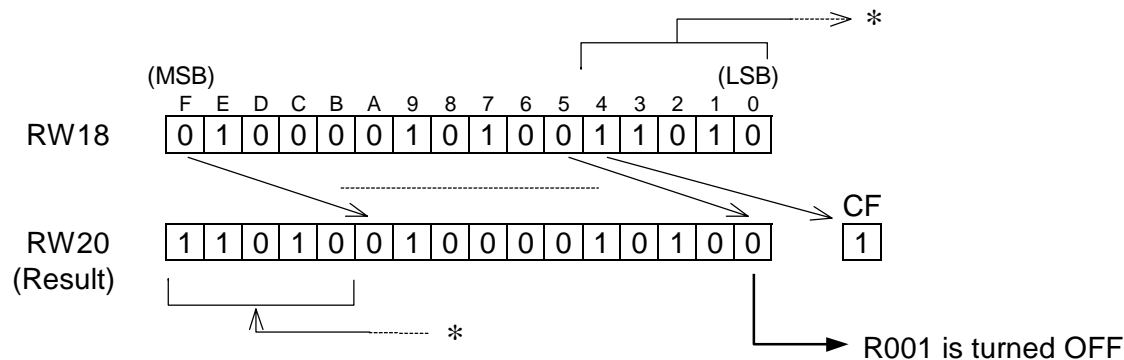 *
(MSB) (LSB)
F E D C B A 9 8 7 6 5 4 3 2 1 0
RW18 0 1 0 0 0 0 1 0 1 0 0 1 1 0 1 0
CF
RW20 1 1 0 1 0 0 1 0 0 0 0 1 0 1 0 0 1
(Result)
*
R001 is turned OFF